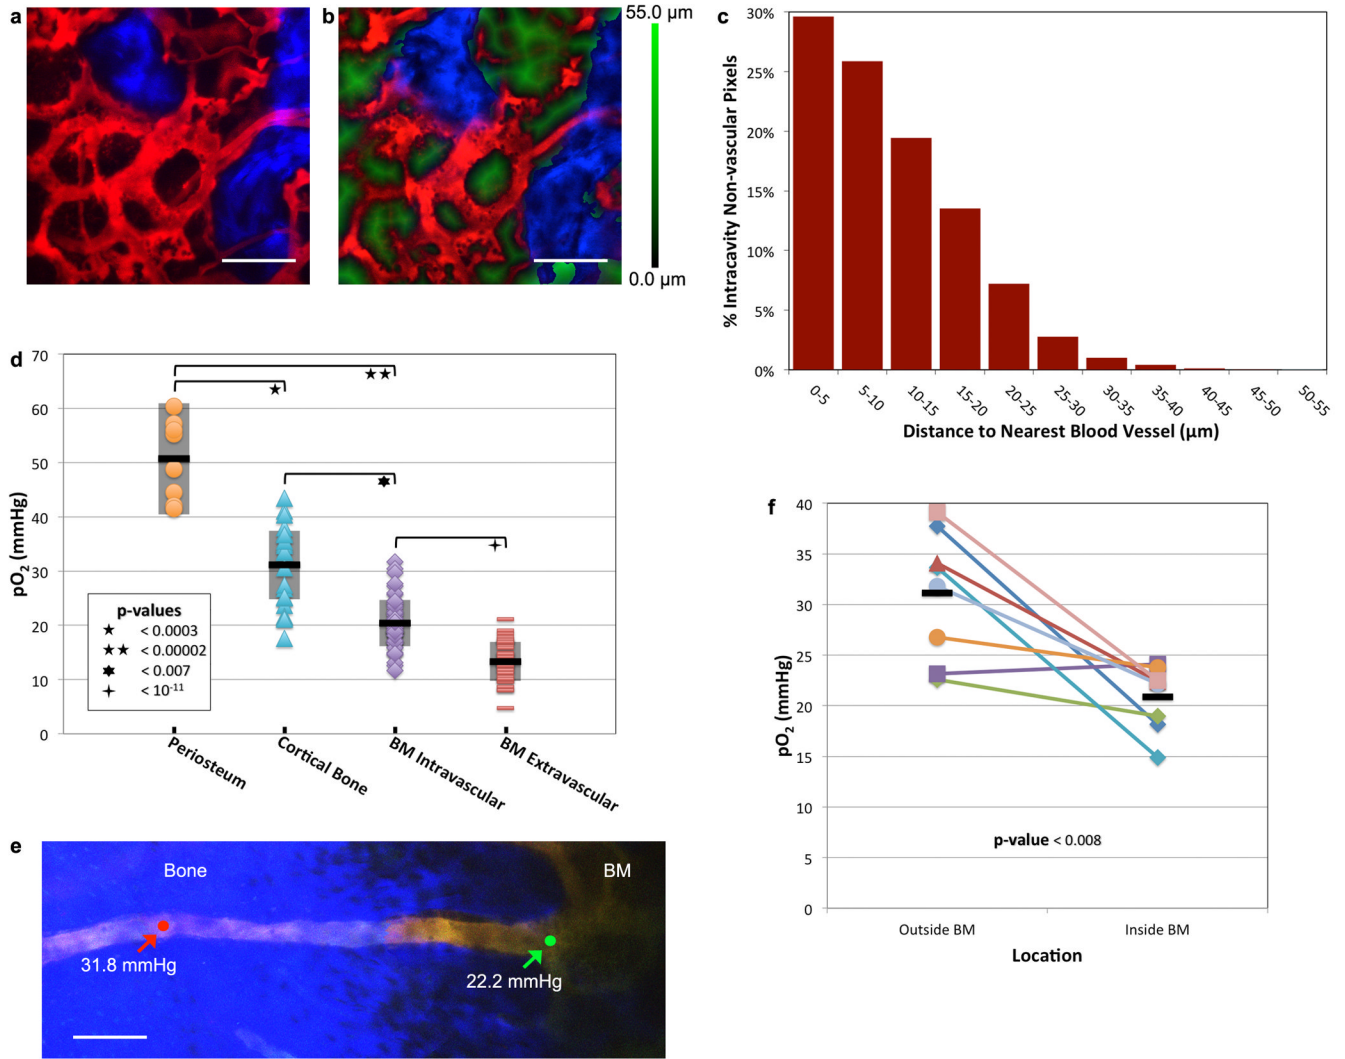 a
b
55.0 µm
0.0 µm
c
% Intracavity Non-vascular Pixels
30%
25%
20%
15%
10%
5%
0%
0-5
5-10
10-15
15-20
20-25
25-30
30-35
35-40
40-45
45-50
50-55
Distance to Nearest Blood Vessel (µm)
d
pO2 (mmHg)
70
60
50
40
30
20
10
0
★
★★
p-values
★ < 0.0003
★★ < 0.00002
✶ < 0.007
✦ < 10-11
Periosteum
Cortical Bone
BM Intravascular
BM Extravascular
e
Bone
BM
31.8 mmHg
22.2 mmHg
f
pO2 (mmHg)
40
35
30
25
20
15
10
5
0
p-value < 0.008
Outside BM
Inside BM
Location